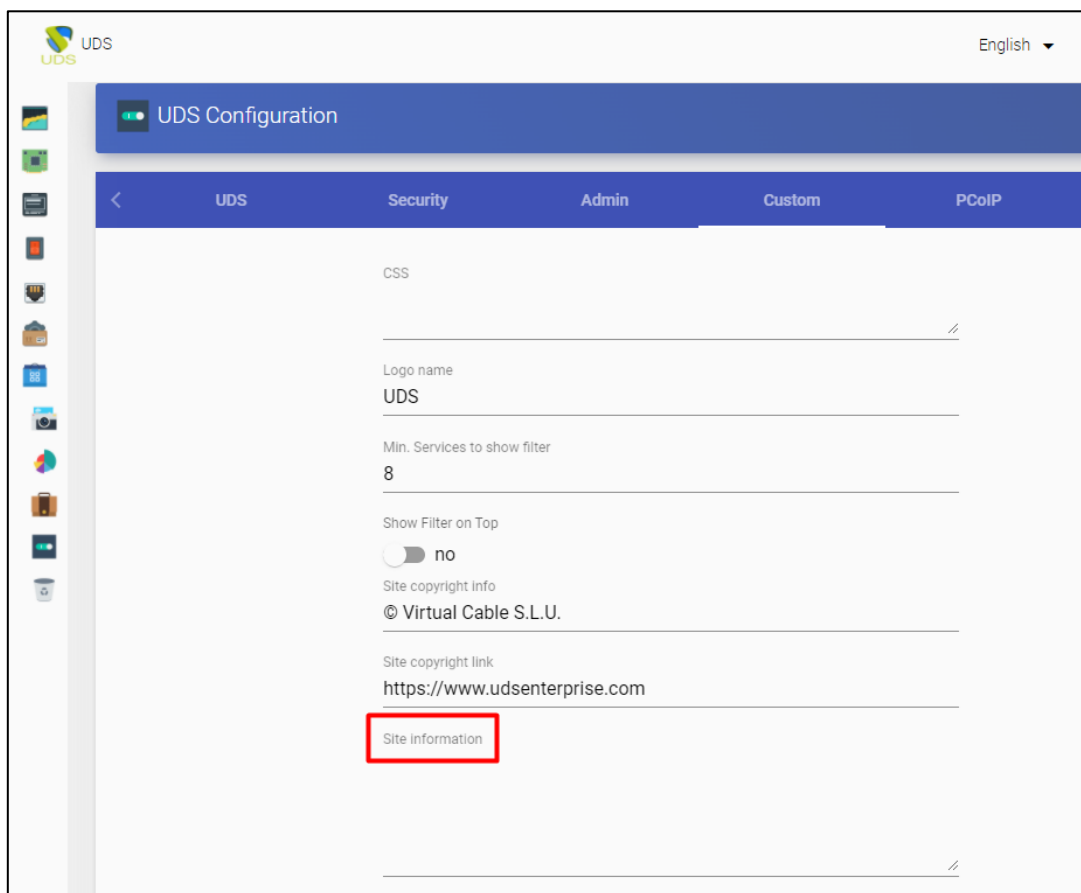 UDS UDS English
UDS Configuration
UDS Security Admin Custom PCoIP
CSS
Logo name
UDS
Min. Services to show filter
8
Show Filter on Top
no
Site copyright info
© Virtual Cable S.L.U.
Site copyright link
https://www.udsenterprise.com
Site information